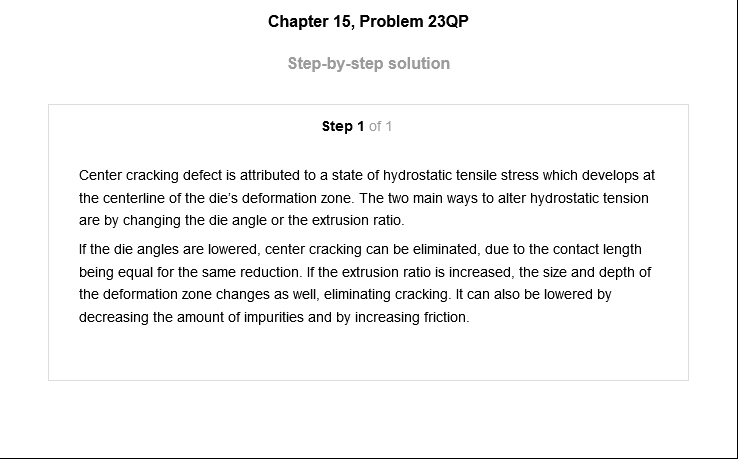 Chapter 15, Problem 23QP
Step-by-step solution
Step 1 of 1
Center cracking defect is attributed to a state of hydrostatic tensile stress which develops at
the centerline of the die's deformation zone. The two main ways to alter hydrostatic tension
are by changing the die angle or the extrusion ratio.
If the die angles are lowered, center cracking can be eliminated, due to the contact length
being equal for the same reduction. If the extrusion ratio is increased, the size and depth of
the deformation zone changes as well, eliminating cracking. It can also be lowered by
decreasing the amount of impurities and by increasing friction.